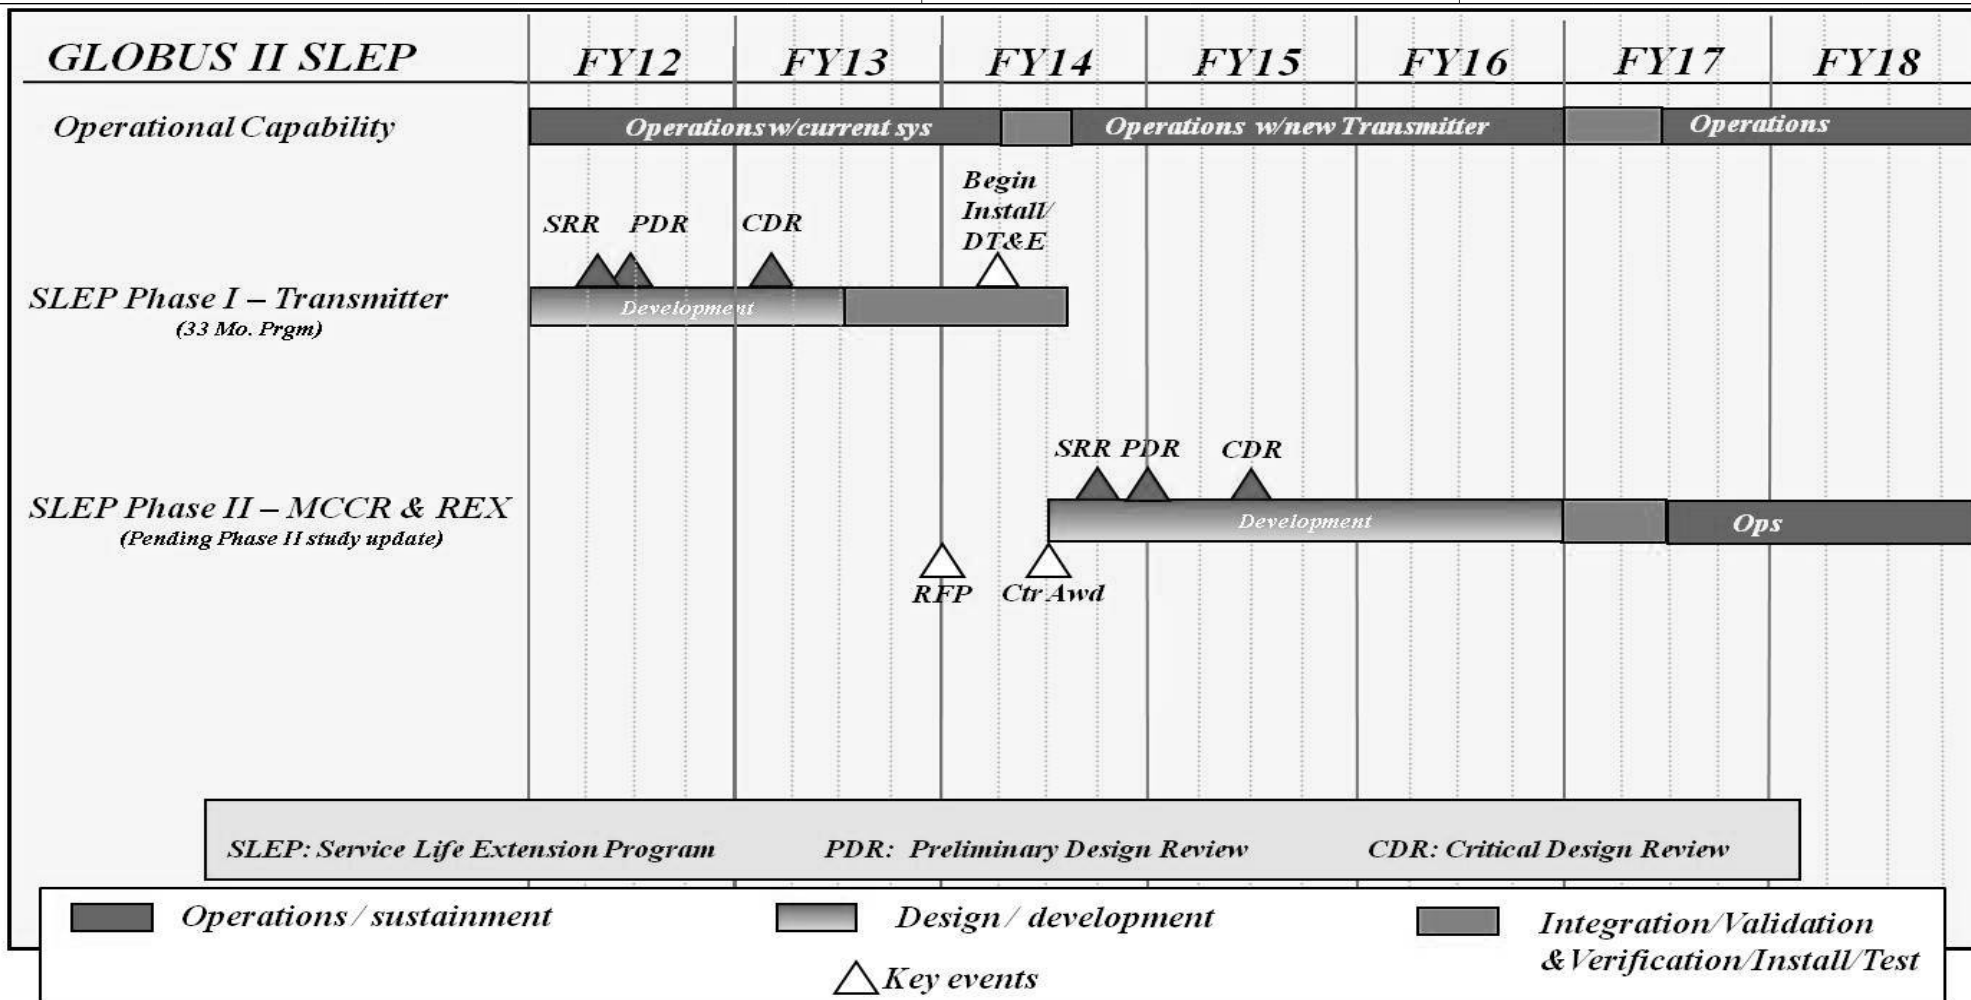 GLOBUS II SLEP
FY12 FY13 FY14 FY15 FY16 FY17 FY18
Operational Capability
Operations w/current sys
Operations w/new Transmitter
Operations
Begin
Install/
DT&E
SRR PDR CDR
SLEP Phase I – Transmitter
(33 Mo. Prgm)
Development
SRR PDR CDR
SLEP Phase II – MCCR & REX
(Pending Phase II study update)
Development
Ops
RFP Ctr Awd
SLEP: Service Life Extension Program PDR: Preliminary Design Review CDR: Critical Design Review
Operations / sustainment
Design / development
Integration/Validation
&Verification/Install/Test
Key events